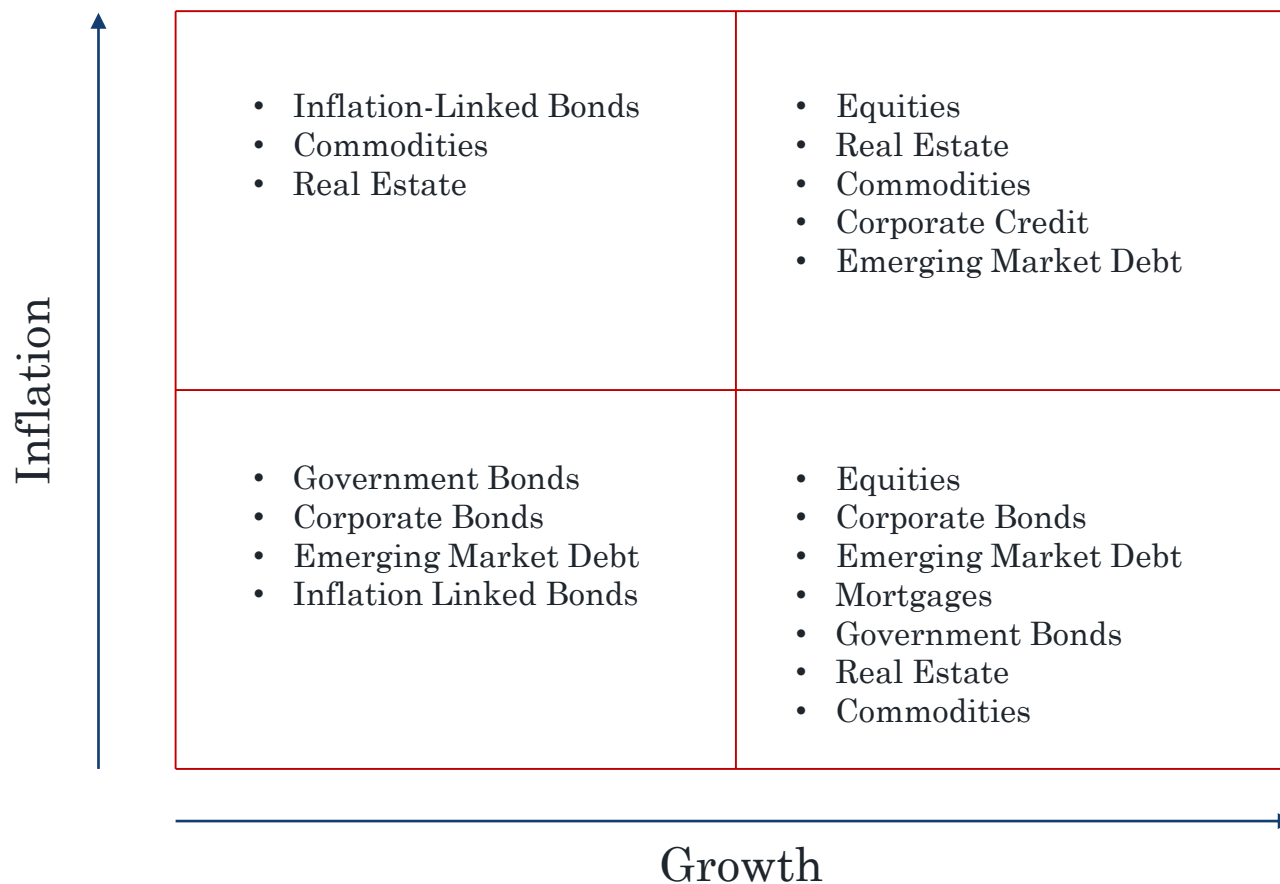 Inflation
• Inflation-Linked Bonds
• Commodities
• Real Estate
• Equities
• Real Estate
• Commodities
• Corporate Credit
• Emerging Market Debt
• Government Bonds
• Corporate Bonds
• Emerging Market Debt
• Inflation Linked Bonds
• Equities
• Corporate Bonds
• Emerging Market Debt
• Mortgages
• Government Bonds
• Real Estate
• Commodities
Growth